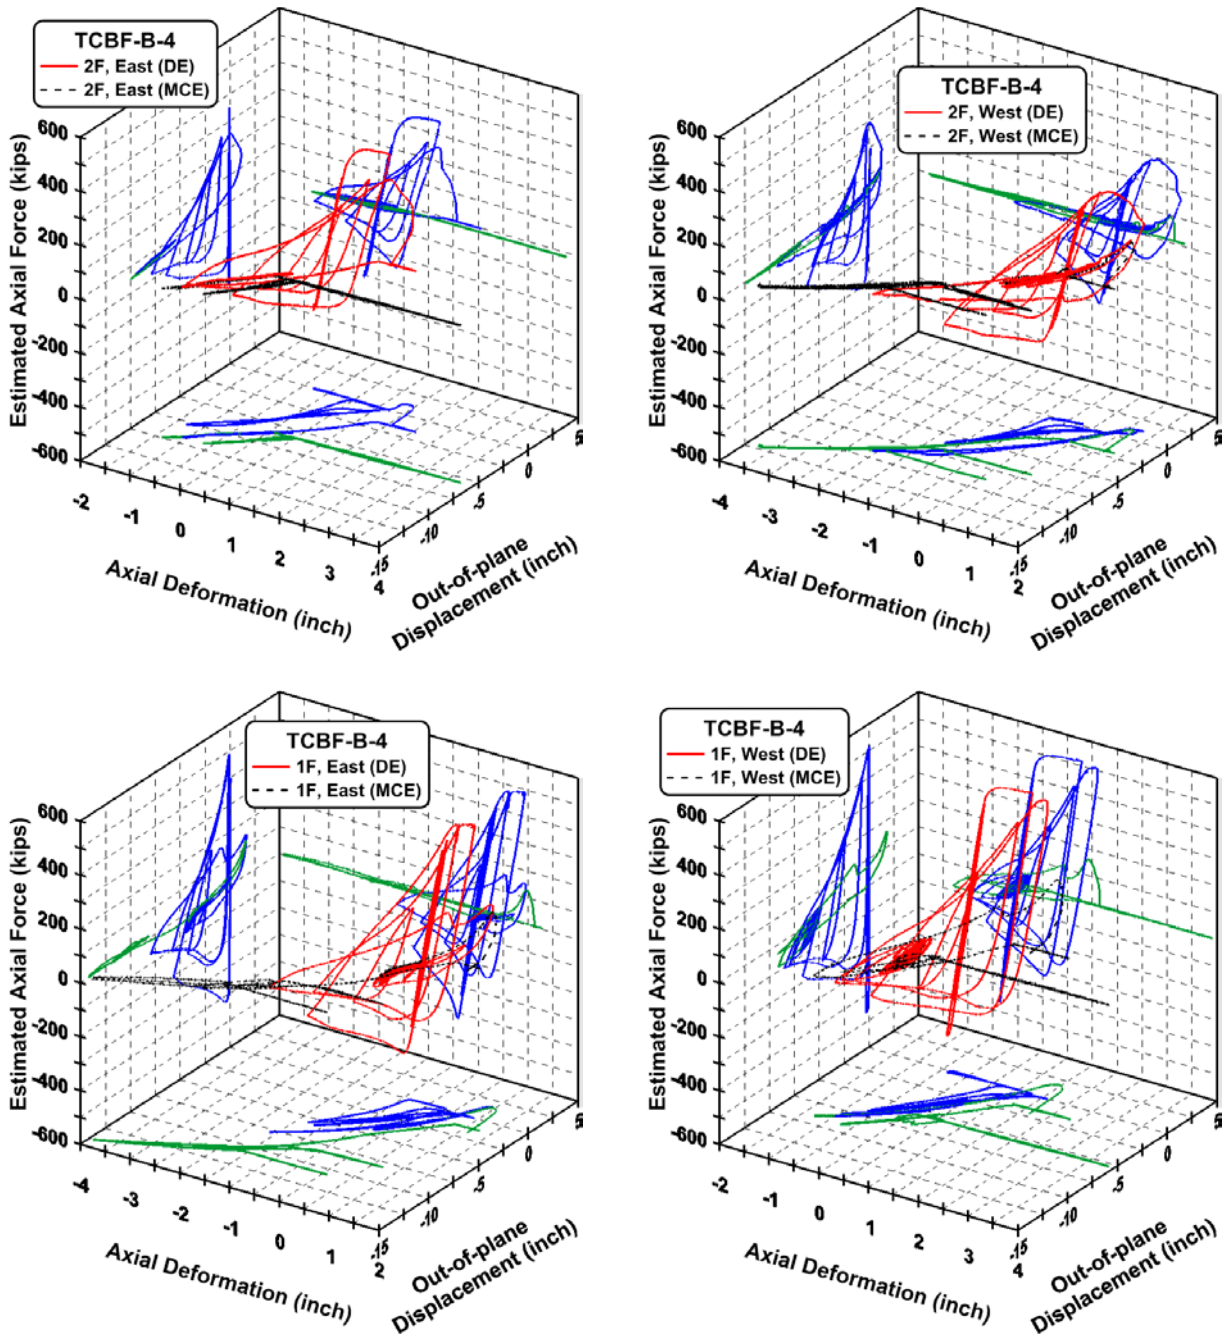 TCBF-B-4
2F, East (DE)
2F, East (MCE)
Estimated Axial Force (kips)
600
400
200
0
-200
-400
-600
-2
-1
0
1
2
3
4
Axial Deformation (inch)
-15
-10
-5
0
5
Out-of-plane
Displacement (inch)
TCBF-B-4
2F, West (DE)
2F, West (MCE)
Estimated Axial Force (kips)
600
400
200
0
-200
-400
-600
-4
-3
-2
-1
0
1
2
Axial Deformation (inch)
-15
-10
-5
0
5
Out-of-plane
Displacement (inch)
TCBF-B-4
1F, East (DE)
1F, East (MCE)
Estimated Axial Force (kips)
600
400
200
0
-200
-400
-600
-4
-3
-2
-1
0
1
2
Axial Deformation (inch)
-15
-10
-5
0
5
Out-of-plane
Displacement (inch)
TCBF-B-4
1F, West (DE)
1F, West (MCE)
Estimated Axial Force (kips)
600
400
200
0
-200
-400
-600
-2
-1
0
1
2
3
4
Axial Deformation (inch)
-15
-10
-5
0
5
Out-of-plane
Displacement (inch)